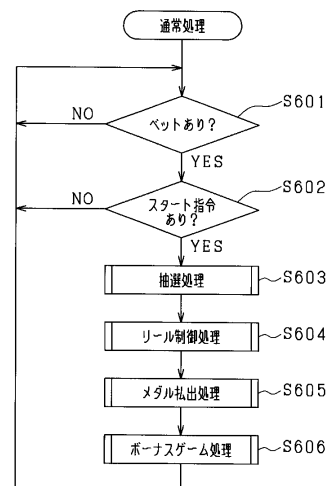 通常処理
S601
ベットあり?
NO
YES
S602
スタート指令
あり?
NO
YES
抽選処理
S603
リール制御処理
S604
メダル払出処理
S605
ボーナスゲーム処理
S606